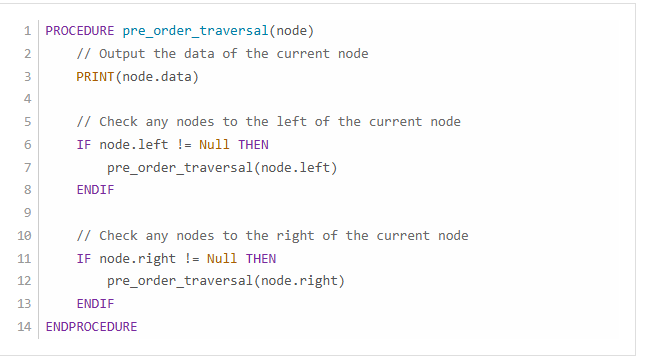 1 PROCEDURE pre_order_traversal(node)
2 // Output the data of the current node
3 PRINT(node.data)
4
5 // Check any nodes to the left of the current node
6 IF node.left != Null THEN
7 pre_order_traversal(node.left)
8 ENDIF
9
10 // Check any nodes to the right of the current node
11 IF node.right != Null THEN
12 pre_order_traversal(node.right)
13 ENDIF
14 ENDPROCEDURE